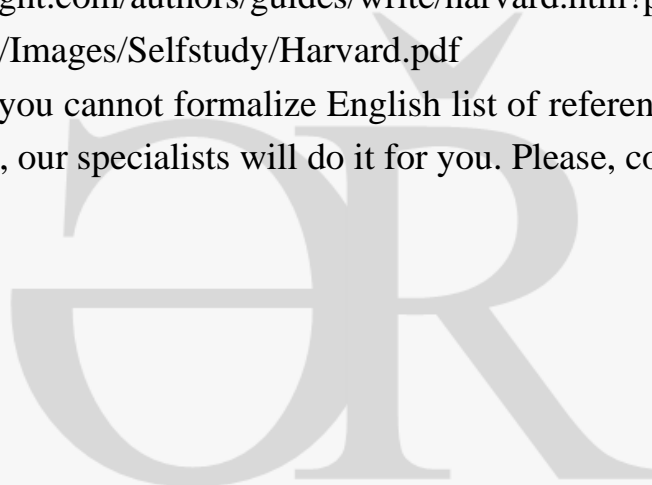 ght.com/authors/guides/write/harvard.htm?p
/Images/Selfstudy/Harvard.pdf
you cannot formalize English list of referen
, our specialists will do it for you. Please, co
əŘ